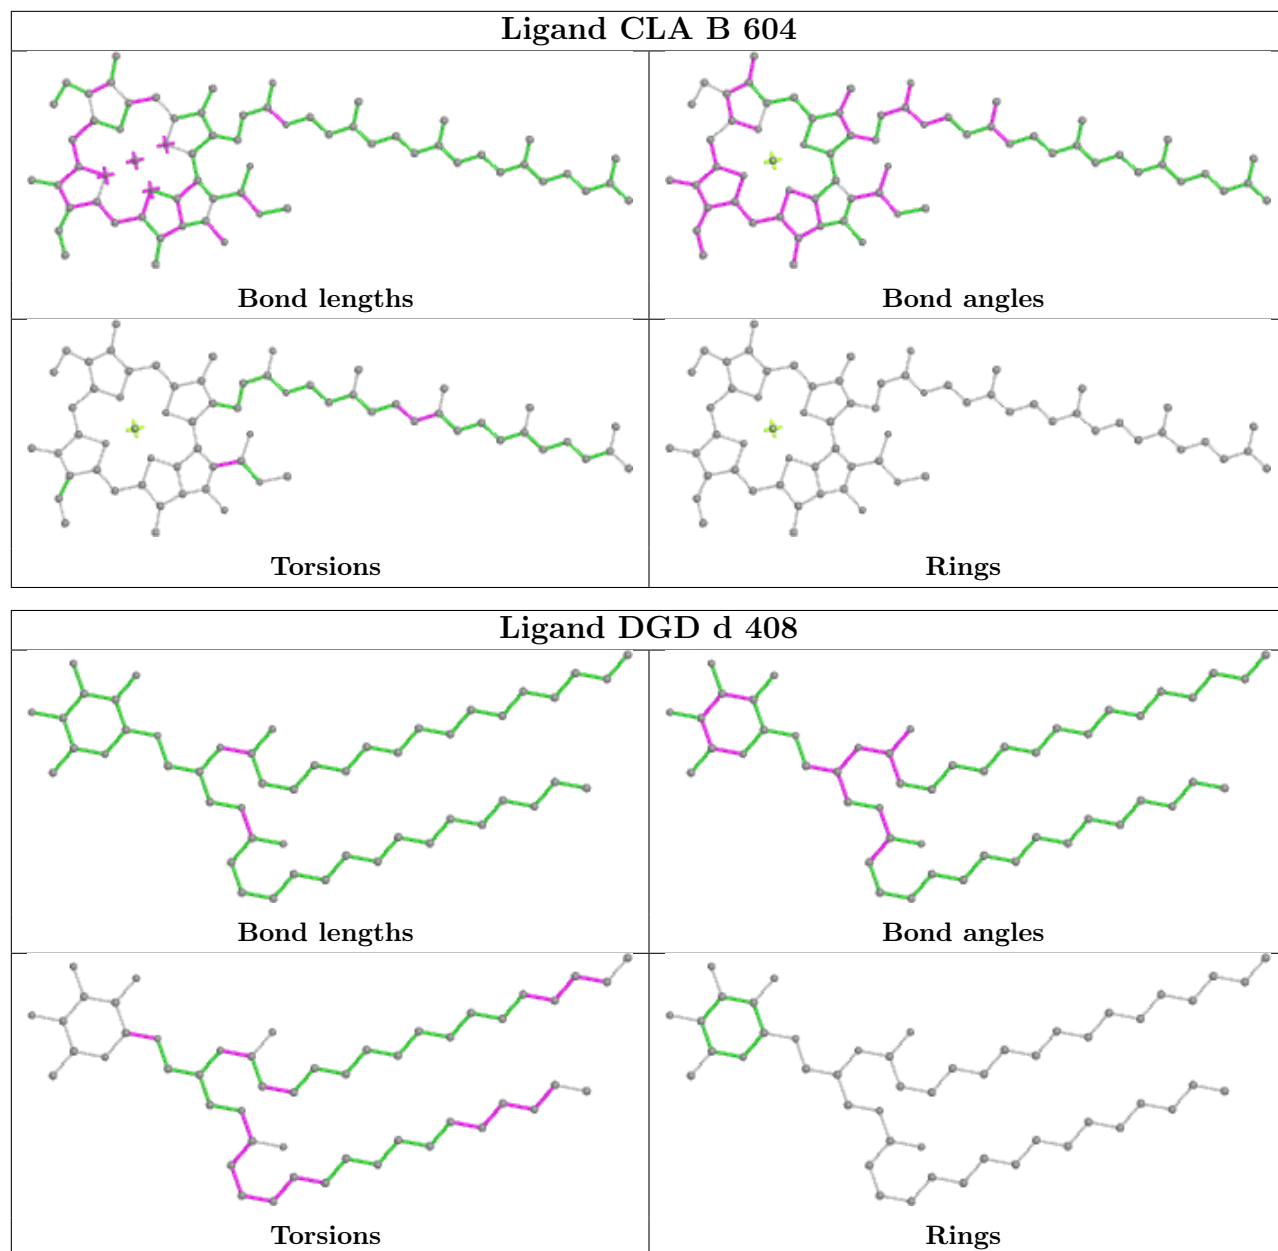 Ligand CLA B 604
Bond lengths
Bond angles
Torsions
Rings
Ligand DGD d 408
Bond lengths
Bond angles
Torsions
Rings